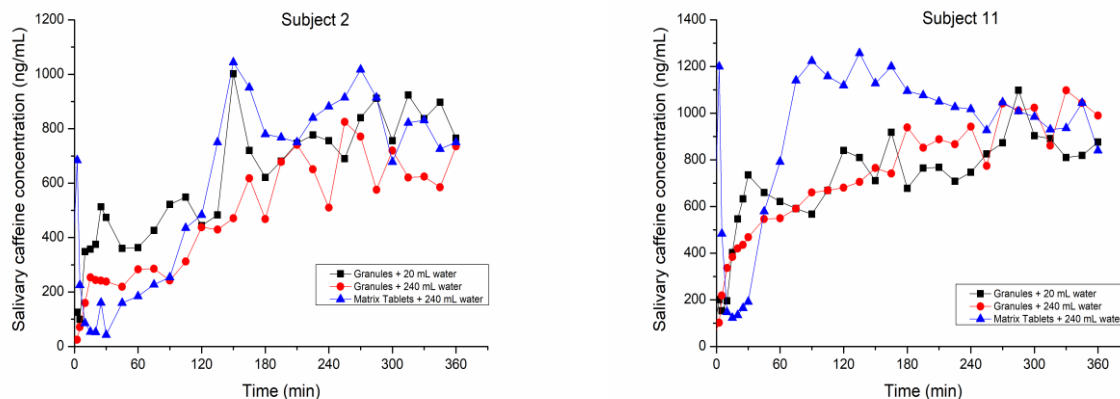 Subject 2
Salivary caffeine concentration (ng/mL)
1200
1000
800
600
400
200
0
Granules + 20 mL water
Granules + 240 mL water
Matrix Tablets + 240 mL water
0 60 120 180 240 300 360
Time (min)
Subject 11
Salivary caffeine concentration (ng/mL)
1400
1200
1000
800
600
400
200
0
Granules + 20 mL water
Granules + 240 mL water
Matrix Tablets + 240 mL water
0 60 120 180 240 300 360
Time (min)